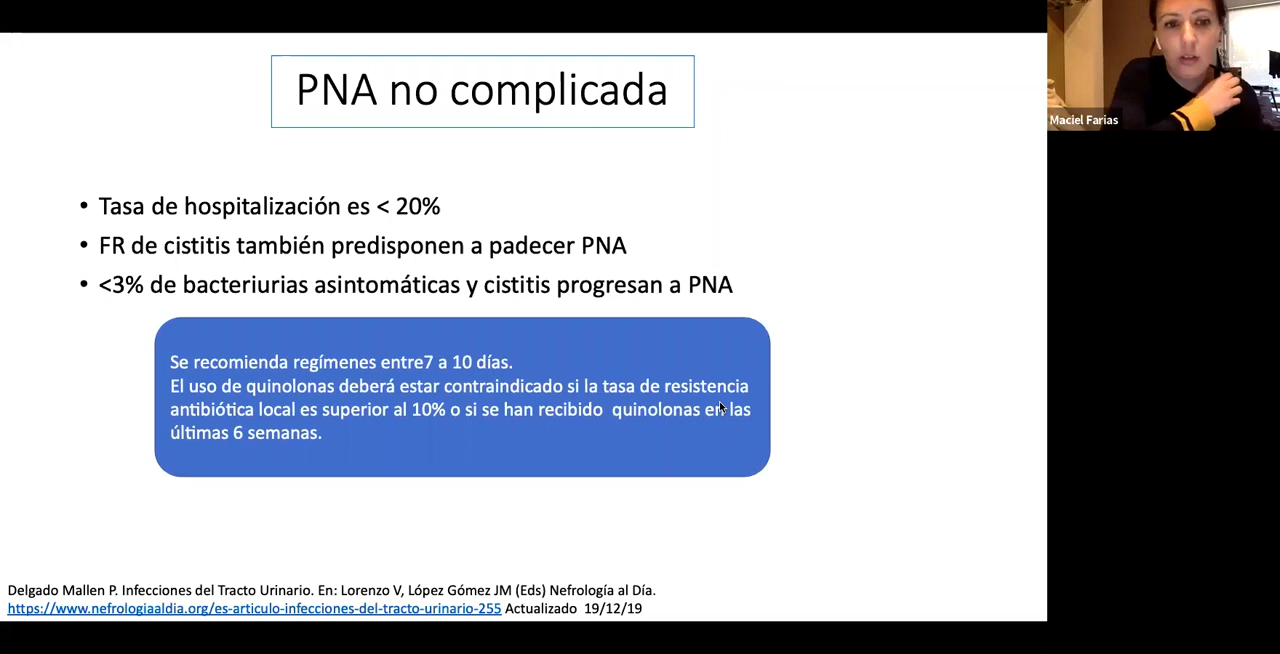 PNA no complicada
• Tasa de hospitalización es < 20%
• FR de cistitis también predisponen a padecer PNA
• <3% de bacteriurias asintomáticas y cistitis progresan a PNA
Se recomienda regímenes entre7 a 10 días.
El uso de quinolonas deberá estar contraindicado si la tasa de resistencia
antibiótica local es superior al 10% o si se han recibido quinolonas en las
últimas 6 semanas.
Delgado Mallen P. Infecciones del Tracto Urinario. En: Lorenzo V, López Gómez JM (Eds) Nefrología al Día.
https://www.nefrologiaaldia.org/es-articulo-infecciones-del-tracto-urinario-255 Actualizado 19/12/19
Maciel Farias